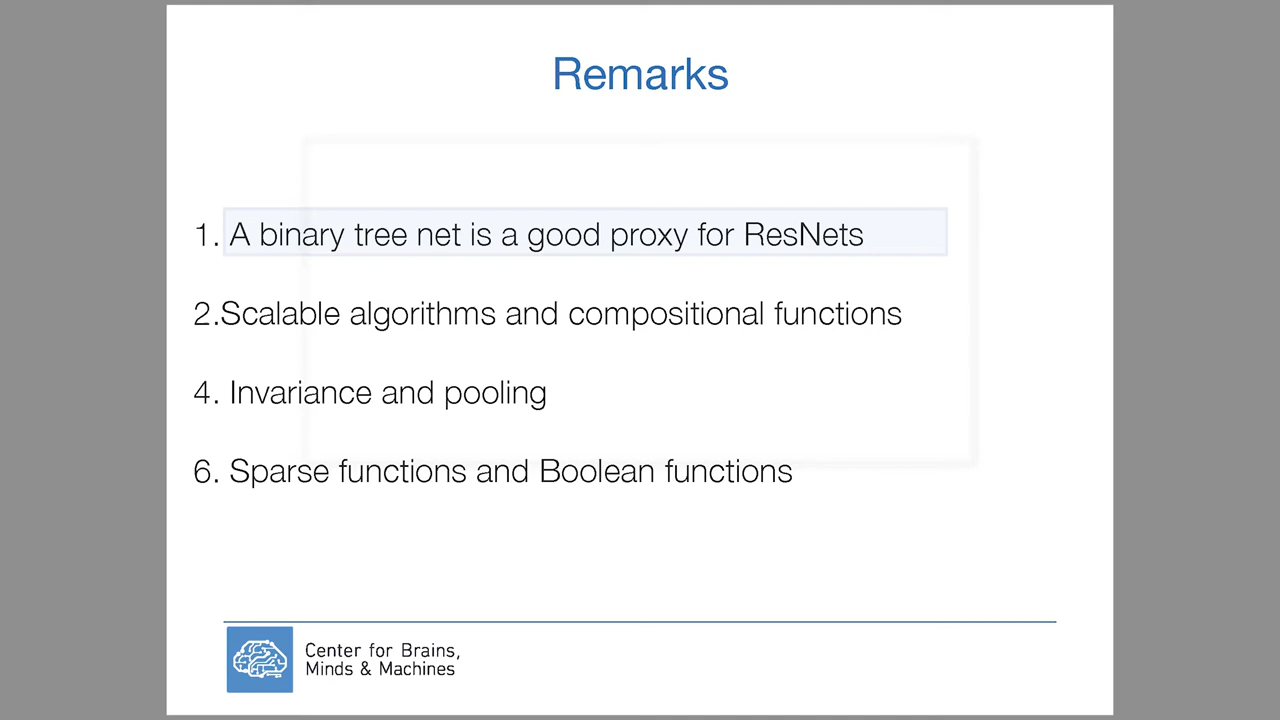 Remarks
1. A binary tree net is a good proxy for ResNets
2.Scalable algorithms and compositional functions
4. Invariance and pooling
6. Sparse functions and Boolean functions
Center for Brains,
Minds & Machines